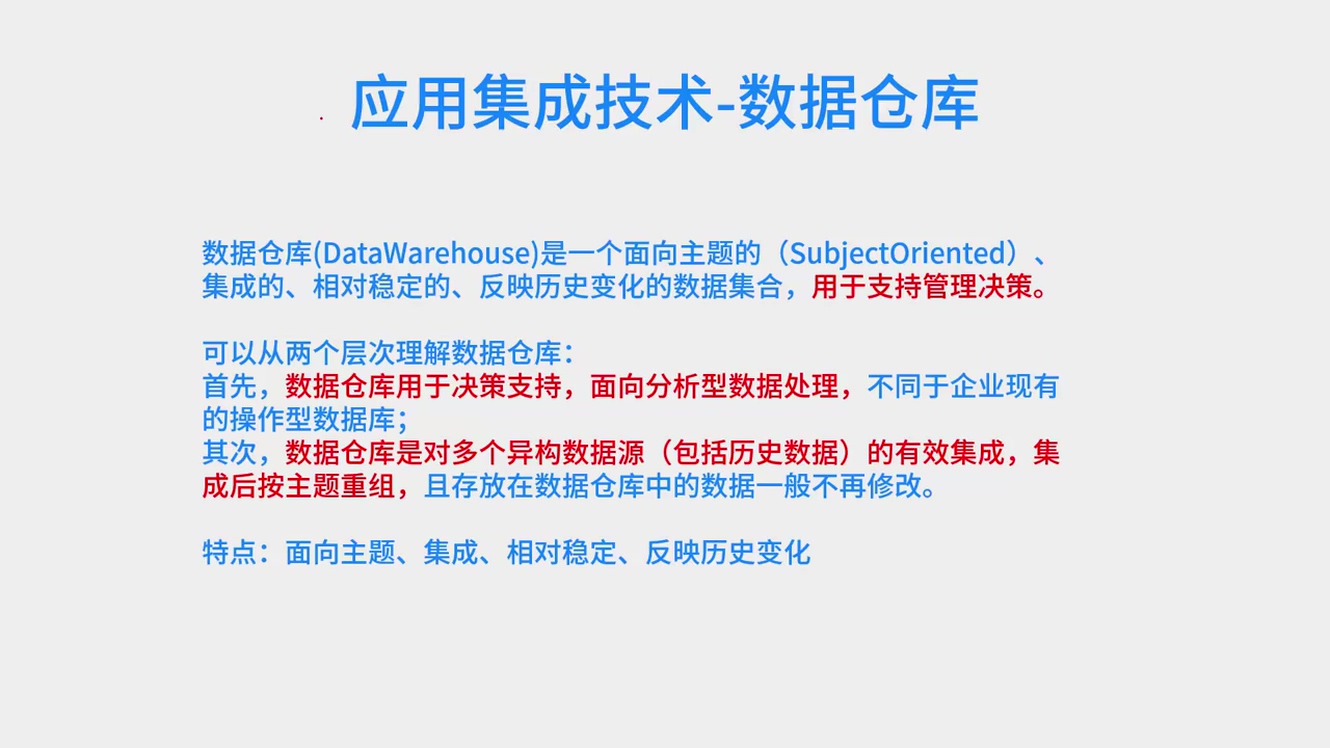 应用集成技术-数据仓库
数据仓库(DataWarehouse)是一个面向主题的（SubjectOriented）、
集成的、相对稳定的、反映历史变化的数据集合，用于支持管理决策。
可以从两个层次理解数据仓库：
首先，数据仓库用于决策支持，面向分析型数据处理，不同于企业现有
的操作型数据库；
其次，数据仓库是对多个异构数据源（包括历史数据）的有效集成，集
成后按主题重组，且存放在数据仓库中的数据一般不再修改。
特点：面向主题、集成、相对稳定、反映历史变化